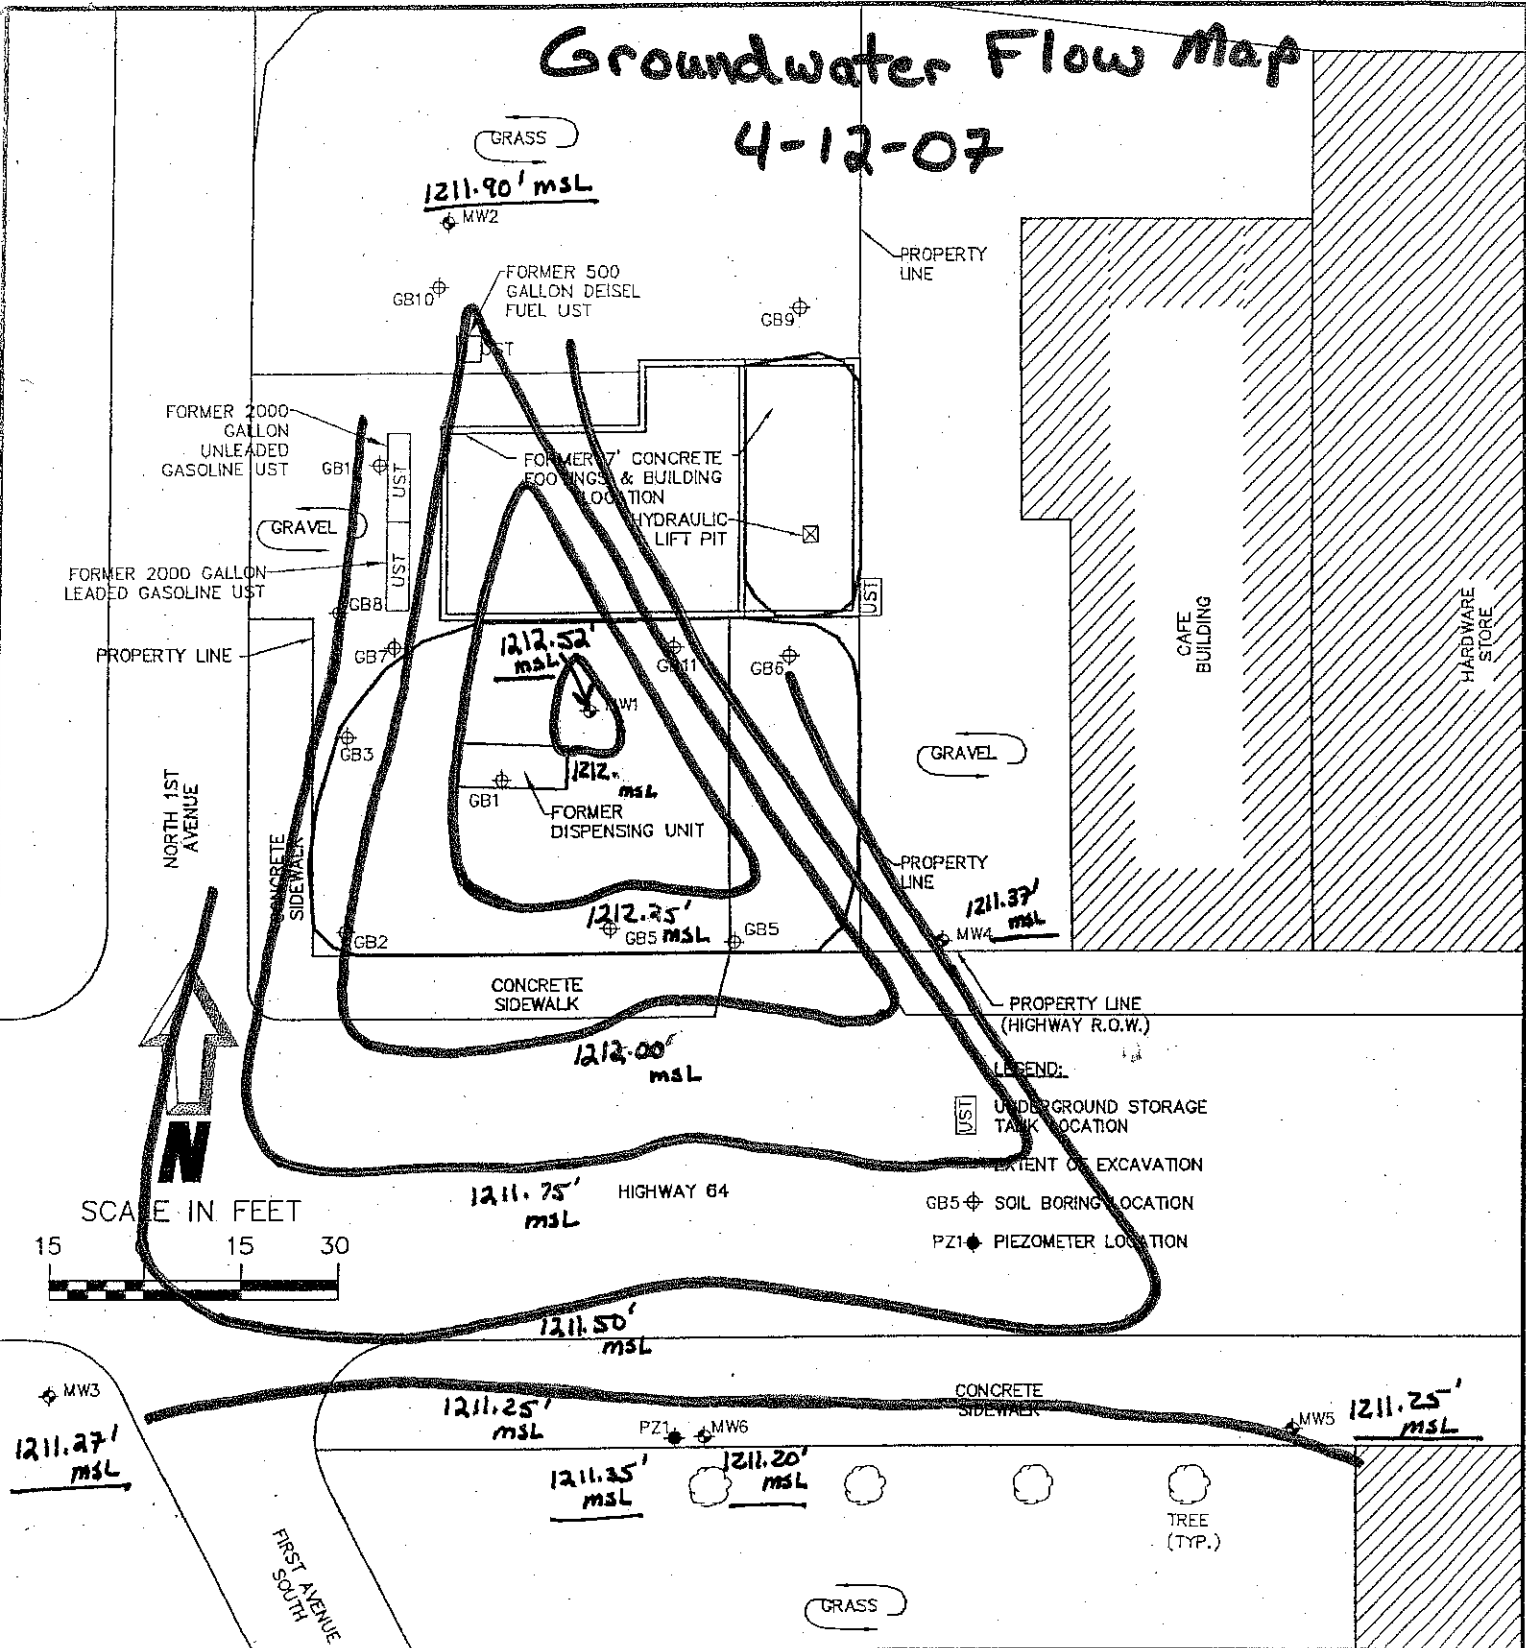 Groundwater Flow Map
4-12-07
GRASS
1211.90' msL
MW2
GB10
FORMER 500
GALLON DEISEL
FUEL UST
UST
GB9
PROPERTY
LINE
FORMER 2000
GALLON
UNLEADED
GASOLINE UST
GB1
UST
FORMER 7' CONCRETE
FOOTINGS & BUILDING
LOCATION
HYDRAULIC
LIFT PIT
GRAVEL
FORMER 2000 GALLON
LEADED GASOLINE UST
UST
UST
GB8
GB7
PROPERTY LINE
1212.52'
msL
GB11
GB6
MW1
CAFE
BUILDING
HARDWARE
STORE
GB3
GRAVEL
1212.
msL
GB1
FORMER
DISPENSING UNIT
NORTH 1ST
AVENUE
CONCRETE
SIDEWALK
PROPERTY
LINE
1211.37'
msL
MW4
GB2
1212.25'
msL
GB5
GB5
CONCRETE
SIDEWALK
PROPERTY LINE
(HIGHWAY R.O.W.)
1212.00'
msL
LEGEND:
UST
UNDERGROUND STORAGE
TANK LOCATION
EXTENT OF EXCAVATION
GB5 SOIL BORING LOCATION
PZ1 PIEZOMETER LOCATION
N
SCALE IN FEET
15 15 30
1211.75'
msL
HIGHWAY 64
1211.50'
msL
MW3
1211.27'
msL
1211.25'
msL
CONCRETE
SIDEWALK
PZ1
MW6
MW5
1211.25'
msL
1211.35'
msL
1211.20'
msL
TREE
(TYP.)
FIRST AVENUE
SOUTH
GRASS